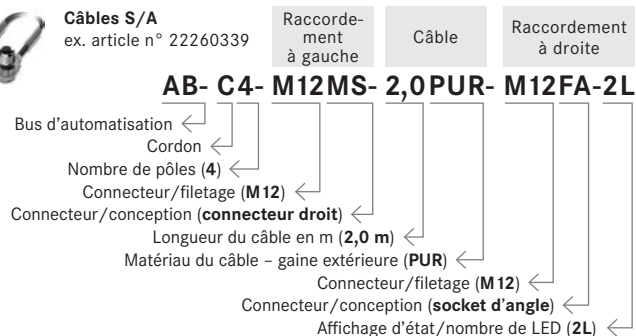 Câbles S/A
ex. article n° 22260339
Raccorde-
ment
à gauche
Câble
Raccordement
à droite
AB- C4- M12MS- 2,0PUR- M12FA-2L
Bus d'automatisation
Cordon
Nombre de pôles (4)
Connecteur/filetage (M12)
Connecteur/conception (connecteur droit)
Longueur du câble en m (2,0 m)
Matériau du câble – gaine extérieure (PUR)
Connecteur/filetage (M12)
Connecteur/conception (socket d'angle)
Affichage d'état/nombre de LED (2L)